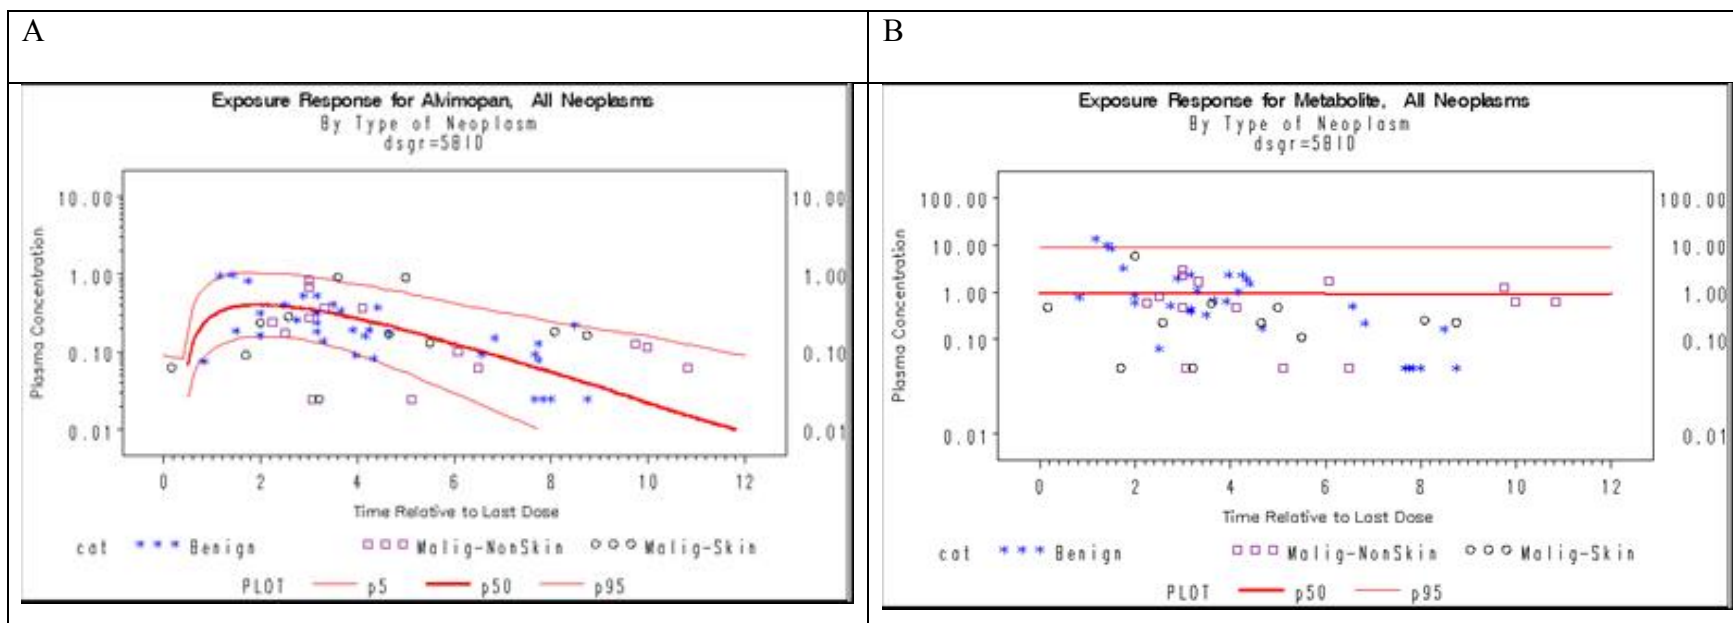 A
Exposure Response for Alvimopan, All Neoplasms
By Type of Neoplasm
dsgr=5810
10.00
1.00
0.10
0.01
10.00
1.00
0.10
0.01
Plasma Concentration
0 2 4 6 8 10 12
Time Relative to Last Dose
cat Benign Malig-NonSkin Malig-Skin
PLOT p5 p50 p95
B
Exposure Response for Metabolite, All Neoplasms
By Type of Neoplasm
dsgr=5810
100.00
10.00
1.00
0.10
0.01
100.00
10.00
1.00
0.10
0.01
Plasma Concentration
0 2 4 6 8 10 12
Time Relative to Last Dose
cat Benign Malig-NonSkin Malig-Skin
PLOT p50 p95